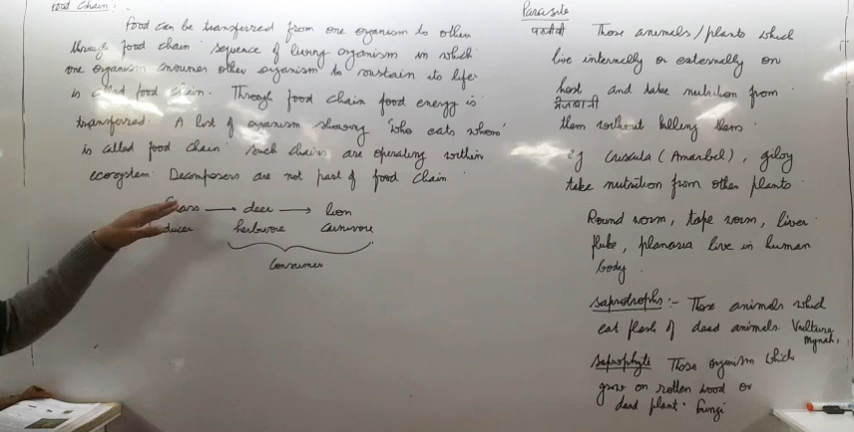 Food Chain:-
Food can be transferred from one organism to other
through food chain sequence of living organism in which
one organism consumes other organism to sustain its life
is called food chain. Through food chain food energy is
transferred. A list of organism showing 'Who eats whom'
is called food chain. Such chains are operating within
ecosystem. Decomposers are not part of food chain.
Grass → deer → lion
ducer herbivore carnivore
Consumer
Parasite
परजीवी Those animals/plants which
live internally or externally on
host and take nutrition from
मेजबानी
them without killing them.
eg Cuscuta (Amarbel), giloy
take nutrition from other plants.
Round worm, tape worm, liver
fluke, planaria live in human
body.
Saprotrophs:- Those animals which
eat flesh of dead animals. Vulture,
Mynah,
Saprophyte Those organism which
grow on rotten wood or
dead plant. Fungi